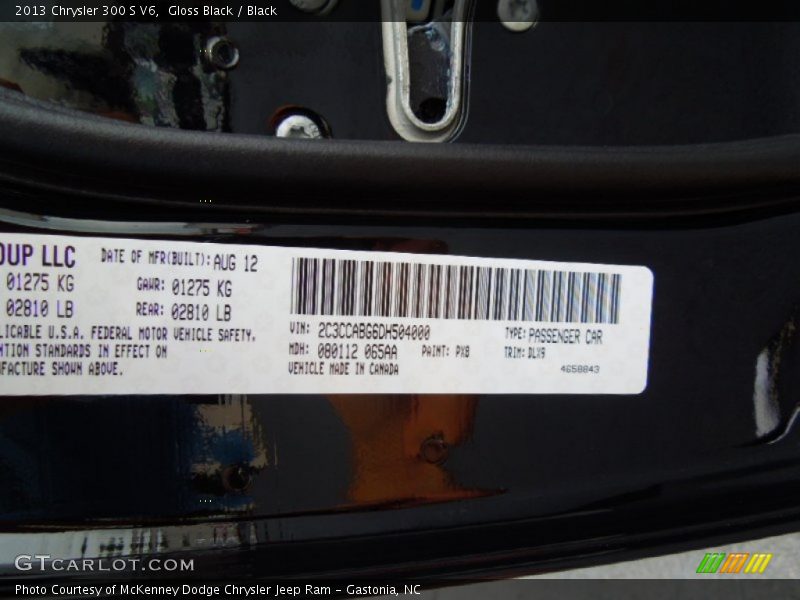 2013 Chrysler 300 S V6, Gloss Black / Black
OUP LLC DATE OF MFR(BUILT): AUG 12
01275 KG GAWR: 01275 KG
02810 LB REAR: 02810 LB
LICABLE U.S.A. FEDERAL MOTOR VEHICLE SAFETY,
NTION STANDARDS IN EFFECT ON
FACTURE SHOWN ABOVE.
VIN: 2C3CCABG6DH504000 TYPE: PASSENGER CAR
MDH: 080112 065AA PAINT: PX8 TRIM: DLX9
VEHICLE MADE IN CANADA 4658843
GTCARLOT.COM
Photo Courtesy of McKenney Dodge Chrysler Jeep Ram - Gastonia, NC